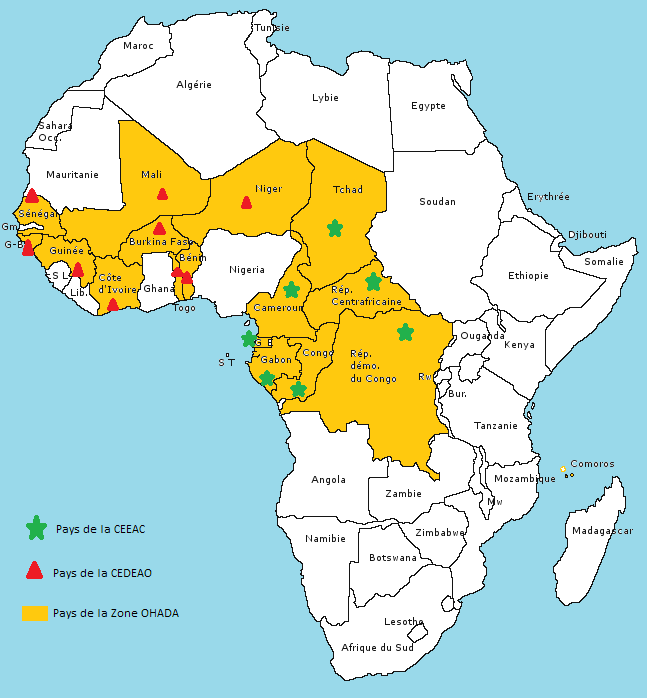 Tunisie
Maroc
Algérie
Lybie
Egypte
Sahara
Occ.
Mauritanie
Mali
Niger
Tchad
Soudan
Erythrée
Sénégal
Gm
G-B
Guinée
Burkina Faso
Bénin
Djibouti
Somalie
Ethiopie
S L
Lib.
Côte
d'Ivoire
Ghana
Togo
Nigeria
Cameroun
Rép.
Centrafricaine
G E
S T
Gabon
Congo
Rép.
démo.
du Congo
Ouganda
Kenya
Rw
Bur.
Tanzanie
Comoros
Angola
Zambie
Mozambique
Mw
Madagascar
Namibie
Zimbabwe
Botswana
Lesotho
Afrique du Sud
Pays de la CEEAC
Pays de la CEDEAO
Pays de la Zone OHADA